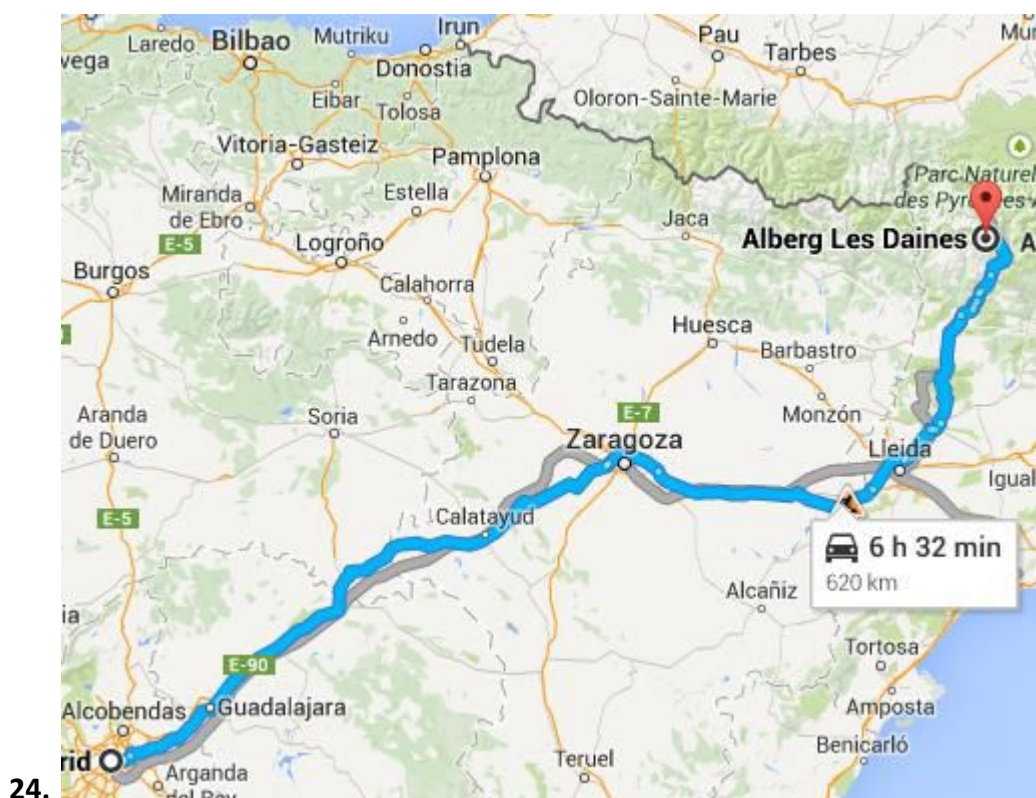 Irun
Laredo
Bilbao
Mutriku
Pau
vega
Donostia
Tarbes
Eibar
Tolosa
Oloron-Sainte-Marie
Vitoria-Gasteiz
Pamplona
Parc Naturel
Miranda
de Ebro
Estella
Jaca
E-5
Logroño
Alberg Les Daines
Burgos
Calahorra
Arnedo
Tudela
Huesca
Barbastro
Tarazona
Aranda
de Duero
Soria
E-7
Monzón
Zaragoza
Lleida
Igual
E-5
Calatayud
6 h 32 min
620 km
Alcañiz
ia
E-90
Tortosa
Alcobendas
Guadalajara
Amposta
rid
Benicarló
Arganda
Teruel
24.